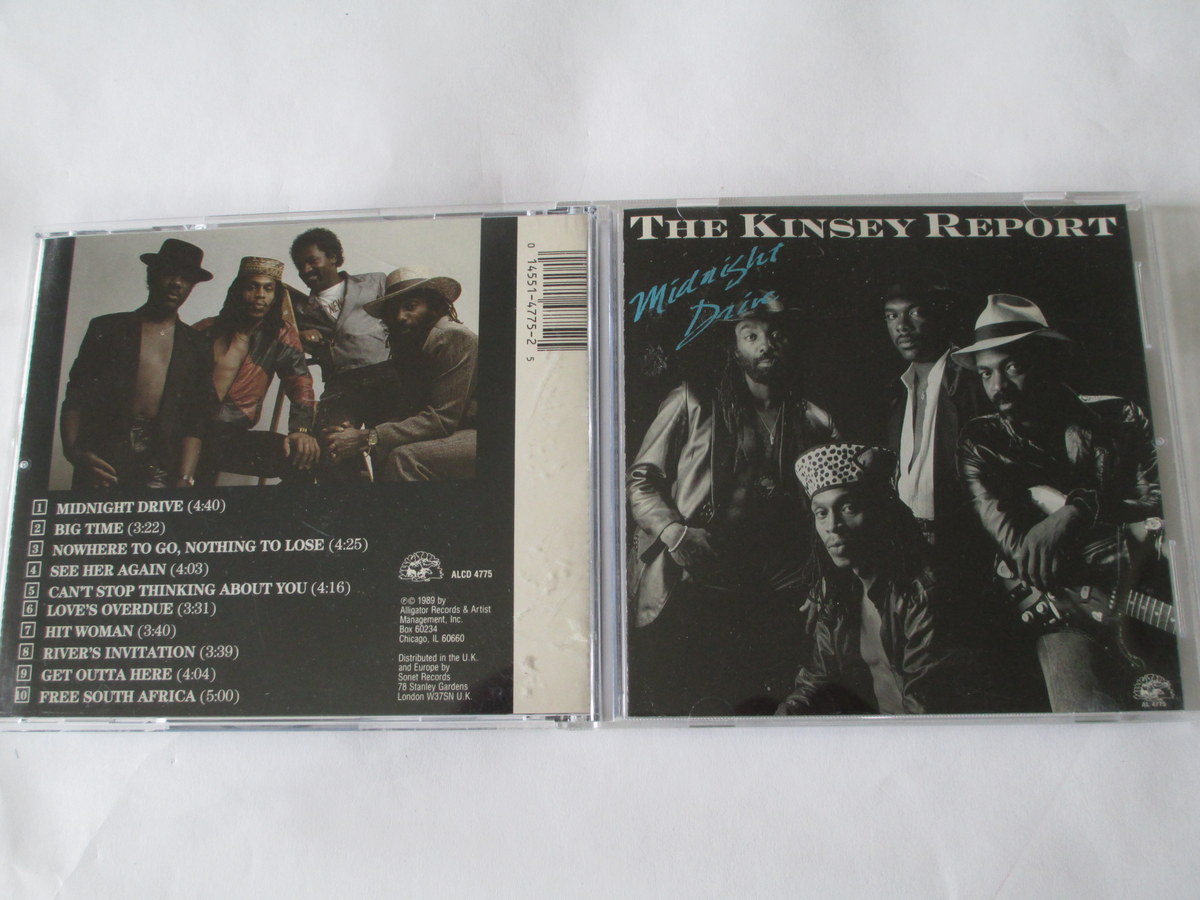 0 14551-4775-2 5
1 MIDNIGHT DRIVE (4:40)
2 BIG TIME (3:22)
3 NOWHERE TO GO, NOTHING TO LOSE (4:25)
4 SEE HER AGAIN (4:03)
5 CAN'T STOP THINKING ABOUT YOU (4:16)
6 LOVE'S OVERDUE (3:31)
7 HIT WOMAN (3:40)
8 RIVER'S INVITATION (3:39)
9 GET OUTTA HERE (4:04)
10 FREE SOUTH AFRICA (5:00)
ALCD 4775
℗© 1989 by
Alligator Records & Artist
Management, Inc.
Box 60234
Chicago, IL 60660
Distributed in the U.K.
and Europe by
Sonet Records
78 Stanley Gardens
London W37SN U.K.
THE KINSEY REPORT
Midnight
Drive
AL 4775